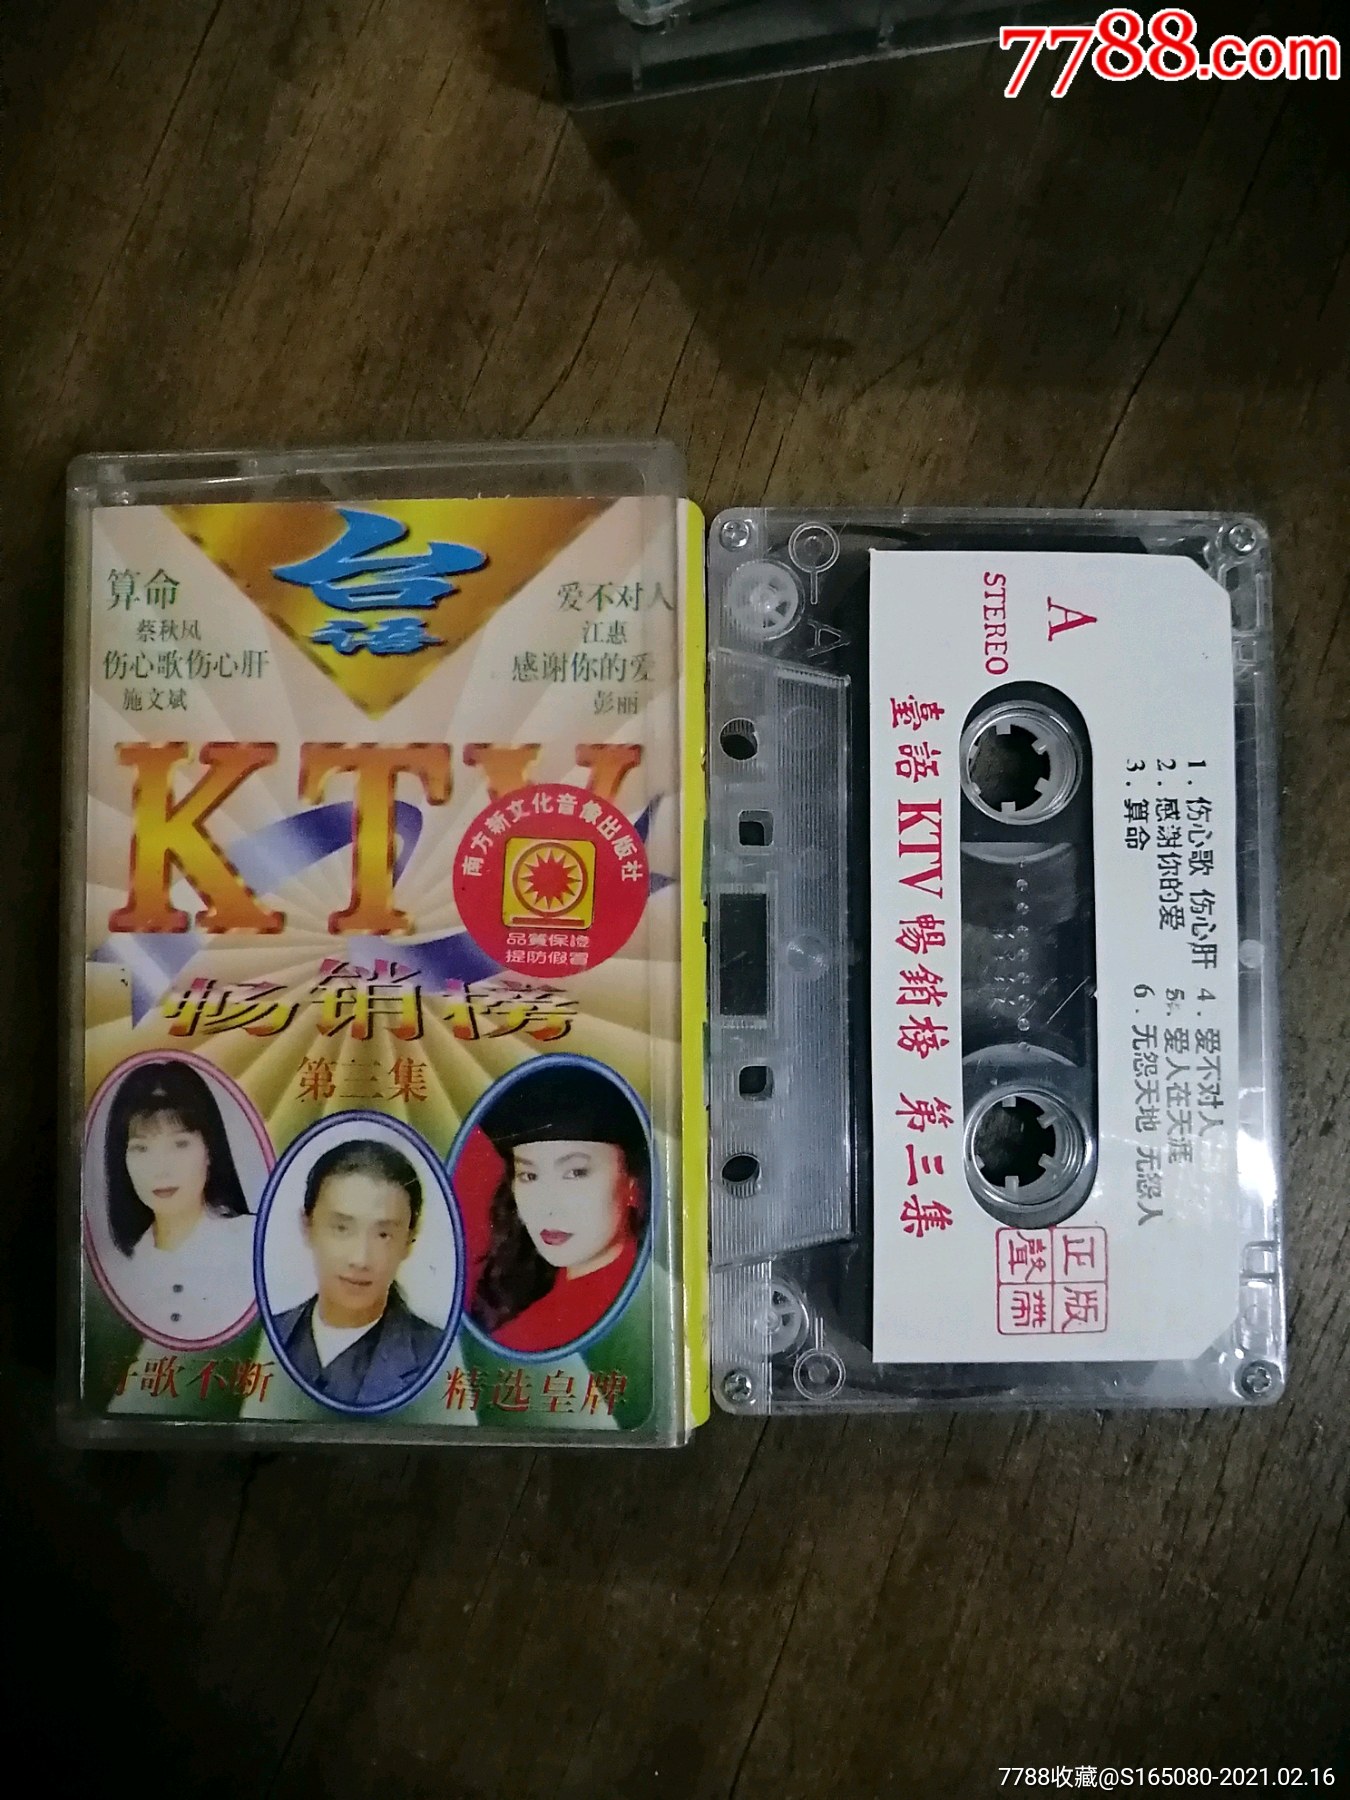 7788.com
台语
算命
蔡秋凤
伤心歌伤心肝
施文斌
爱不对人
江惠
感谢你的爱
彭丽
KTV
南方新文化音像出版社
品質保證
提防假冒
畅销榜
第三集
歌不断
精选皇牌
A
STEREO
臺語 KTV 暢銷榜 第三集
1. 伤心歌 伤心肝
2. 感谢你的爱
3. 算命
4. 爱不对人
5. 爱人在天涯
6. 无怨天地 无怨人
正版
聲帶
A
7788收藏@S165080-2021.02.16